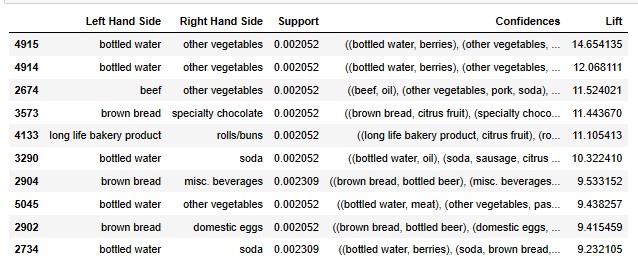 Left Hand Side Right Hand Side Support Confidences Lift
4915 bottled water other vegetables 0.002052 ((bottled water, berries), (other vegetables, ... 14.654135
4914 bottled water other vegetables 0.002052 ((bottled water, berries), (other vegetables, ... 12.068111
2674 beef other vegetables 0.002052 ((beef, oil), (other vegetables, pork, soda), ... 11.524021
3573 brown bread specialty chocolate 0.002052 ((brown bread, citrus fruit), (specialty choco... 11.443670
4133 long life bakery product rolls/buns 0.002052 ((long life bakery product, citrus fruit), (ro... 11.105413
3290 bottled water soda 0.002052 ((bottled water, oil), (soda, sausage, citrus ... 10.322410
2904 brown bread misc. beverages 0.002309 ((brown bread, bottled beer), (misc. beverages... 9.533152
5045 bottled water other vegetables 0.002052 ((bottled water, meat), (other vegetables, pas... 9.438257
2902 brown bread domestic eggs 0.002052 ((brown bread, bottled beer), (domestic eggs, ... 9.415459
2734 bottled water soda 0.002309 ((bottled water, berries), (soda, brown bread,... 9.232105